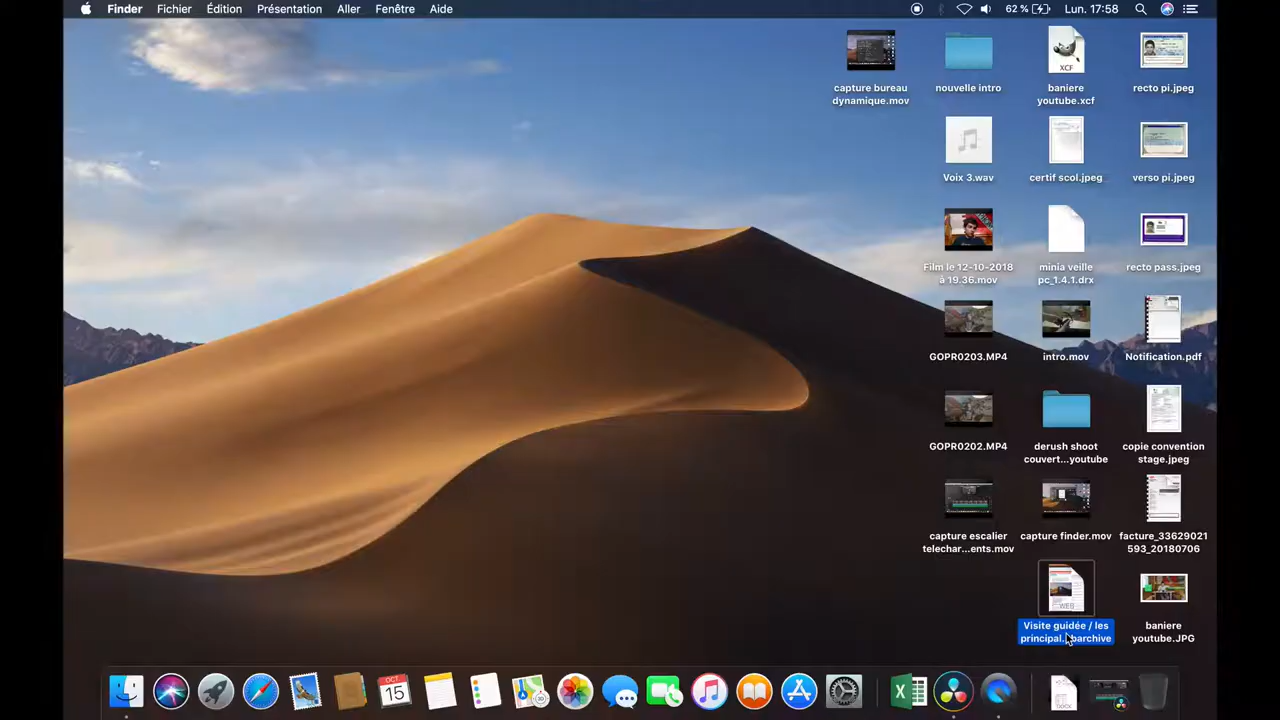 Finder Fichier Édition Présentation Aller Fenêtre Aide 62 % Lun. 17:58
capture bureau
dynamique.mov
nouvelle intro
baniere
youtube.xcf
recto pi.jpeg
XCF
Voix 3.wav
certif scol.jpeg
verso pi.jpeg
Film le 12-10-2018
à 19.36.mov
minia veille
pc_1.4.1.drx
recto pass.jpeg
GOPR0203.MP4
intro.mov
Notification.pdf
GOPR0202.MP4
derush shoot
couvert...youtube
copie convention
stage.jpeg
capture escalier
telechar...ents.mov
capture finder.mov
facture_33629021
593_20180706
WEB
Visite guidée / les
baniere
youtube.JPG
OCT
15